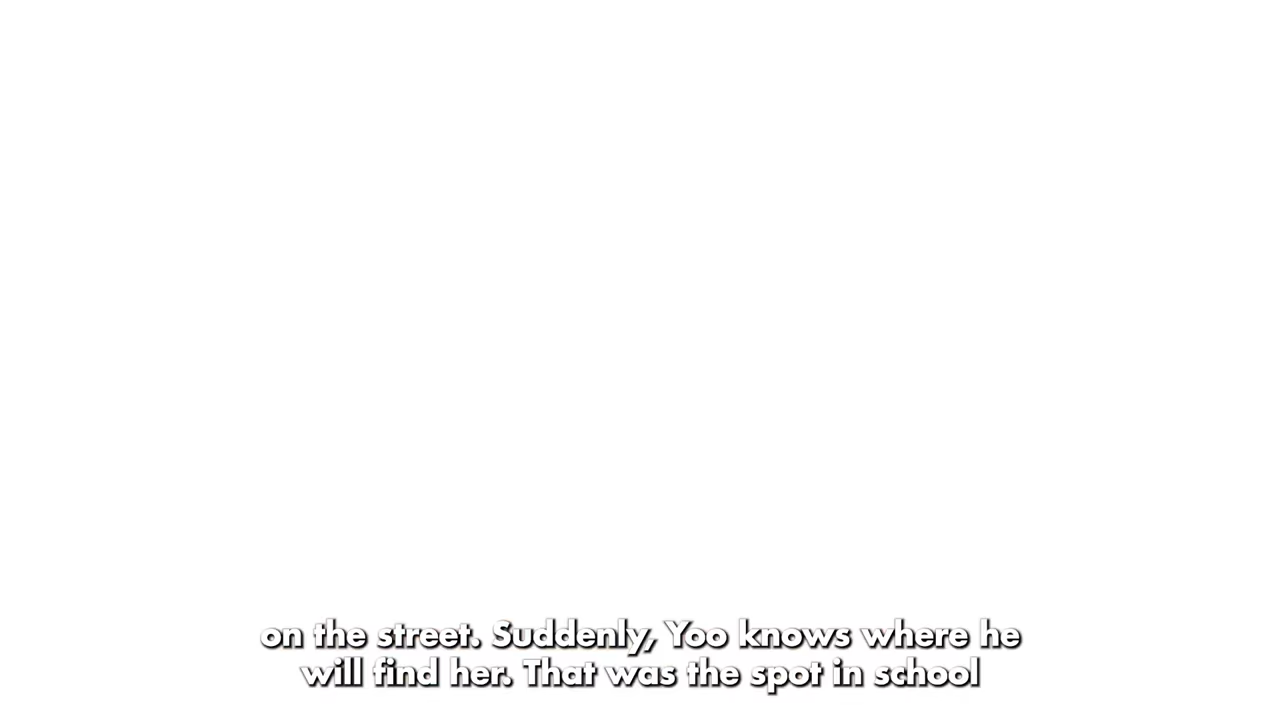 on the street. Suddenly, Yoo knows where he
will find her. That was the spot in school